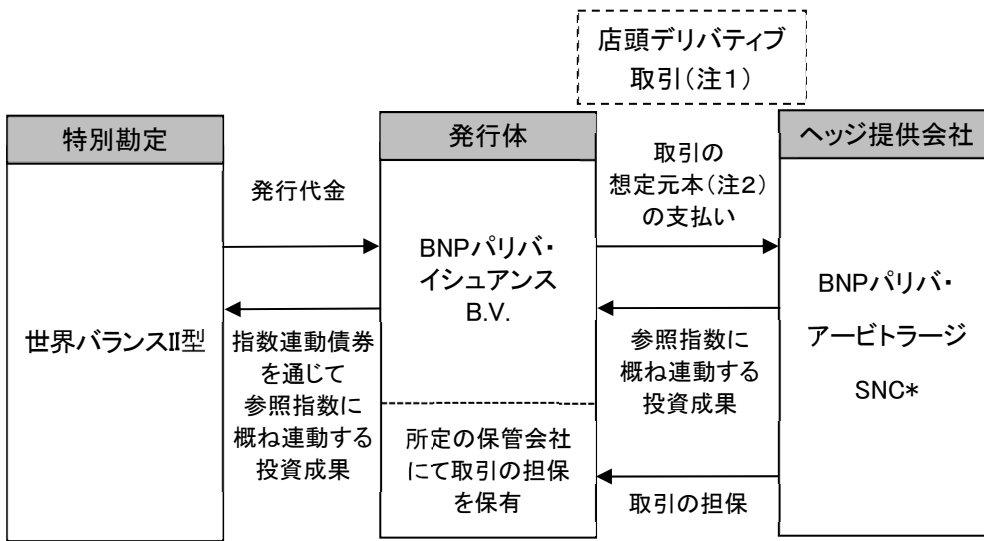 店頭デリバティブ
取引（注１）
特別勘定
発行体
ヘッジ提供会社
世界バランスⅡ型
発行代金
指数連動債券
を通じて
参照指数に
概ね連動する
投資成果
BNPパリバ・
イシュアンス
B.V.
所定の保管会社
にて取引の担保
を保有
取引の
想定元本（注２）
の支払い
参照指数に
概ね連動する
投資成果
取引の担保
BNPパリバ・
アービトラージ
SNC*